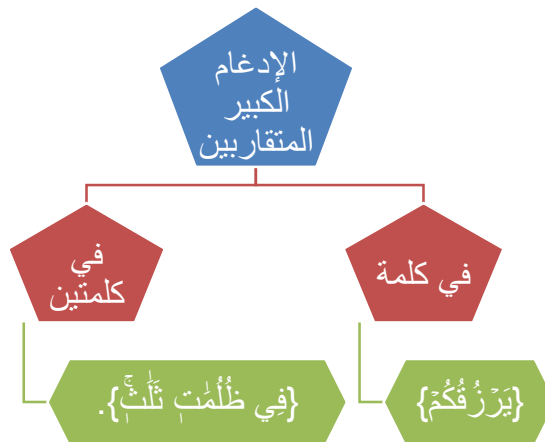 الإدغام
الكبير
المتقاربين
في كلمة
في
كلمتين
{يَرۡزُقُكُمۡ}
{فِي ظُلُمَٰتٖ ثَلَٰثٖۚ}.